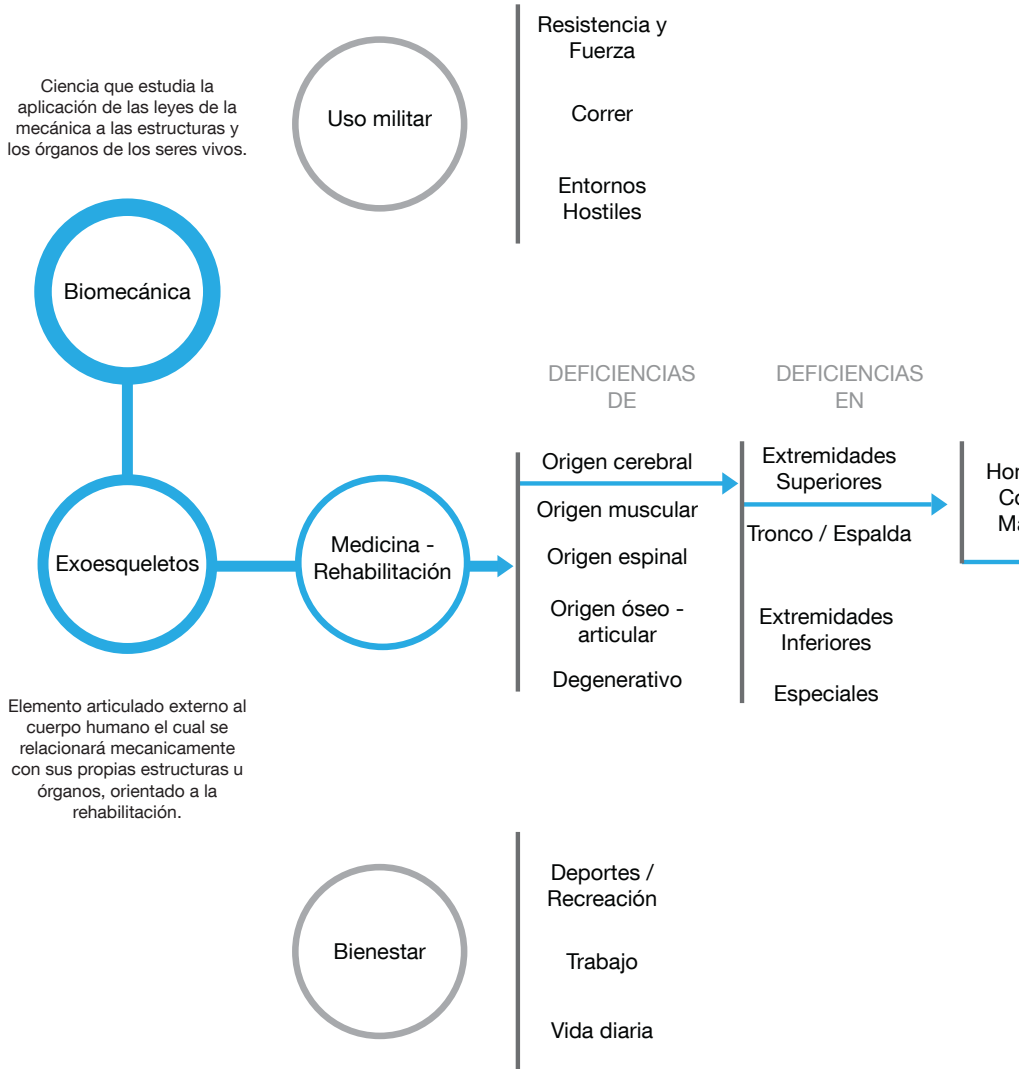 Ciencia que estudia la
aplicación de las leyes de la
mecánica a las estructuras y
los órganos de los seres vivos.
Biomecánica
Exoesqueletos
Elemento articulado externo al
cuerpo humano el cual se
relacionará mecanicamente
con sus propias estructuras u
órganos, orientado a la
rehabilitación.
Uso militar
Resistencia y
Fuerza
Correr
Entornos
Hostiles
Medicina -
Rehabilitación
DEFICIENCIAS
DE
Origen cerebral
Origen muscular
Origen espinal
Origen óseo -
articular
Degenerativo
DEFICIENCIAS
EN
Extremidades
Superiores
Tronco / Espalda
Extremidades
Inferiores
Especiales
Bienestar
Deportes /
Recreación
Trabajo
Vida diaria